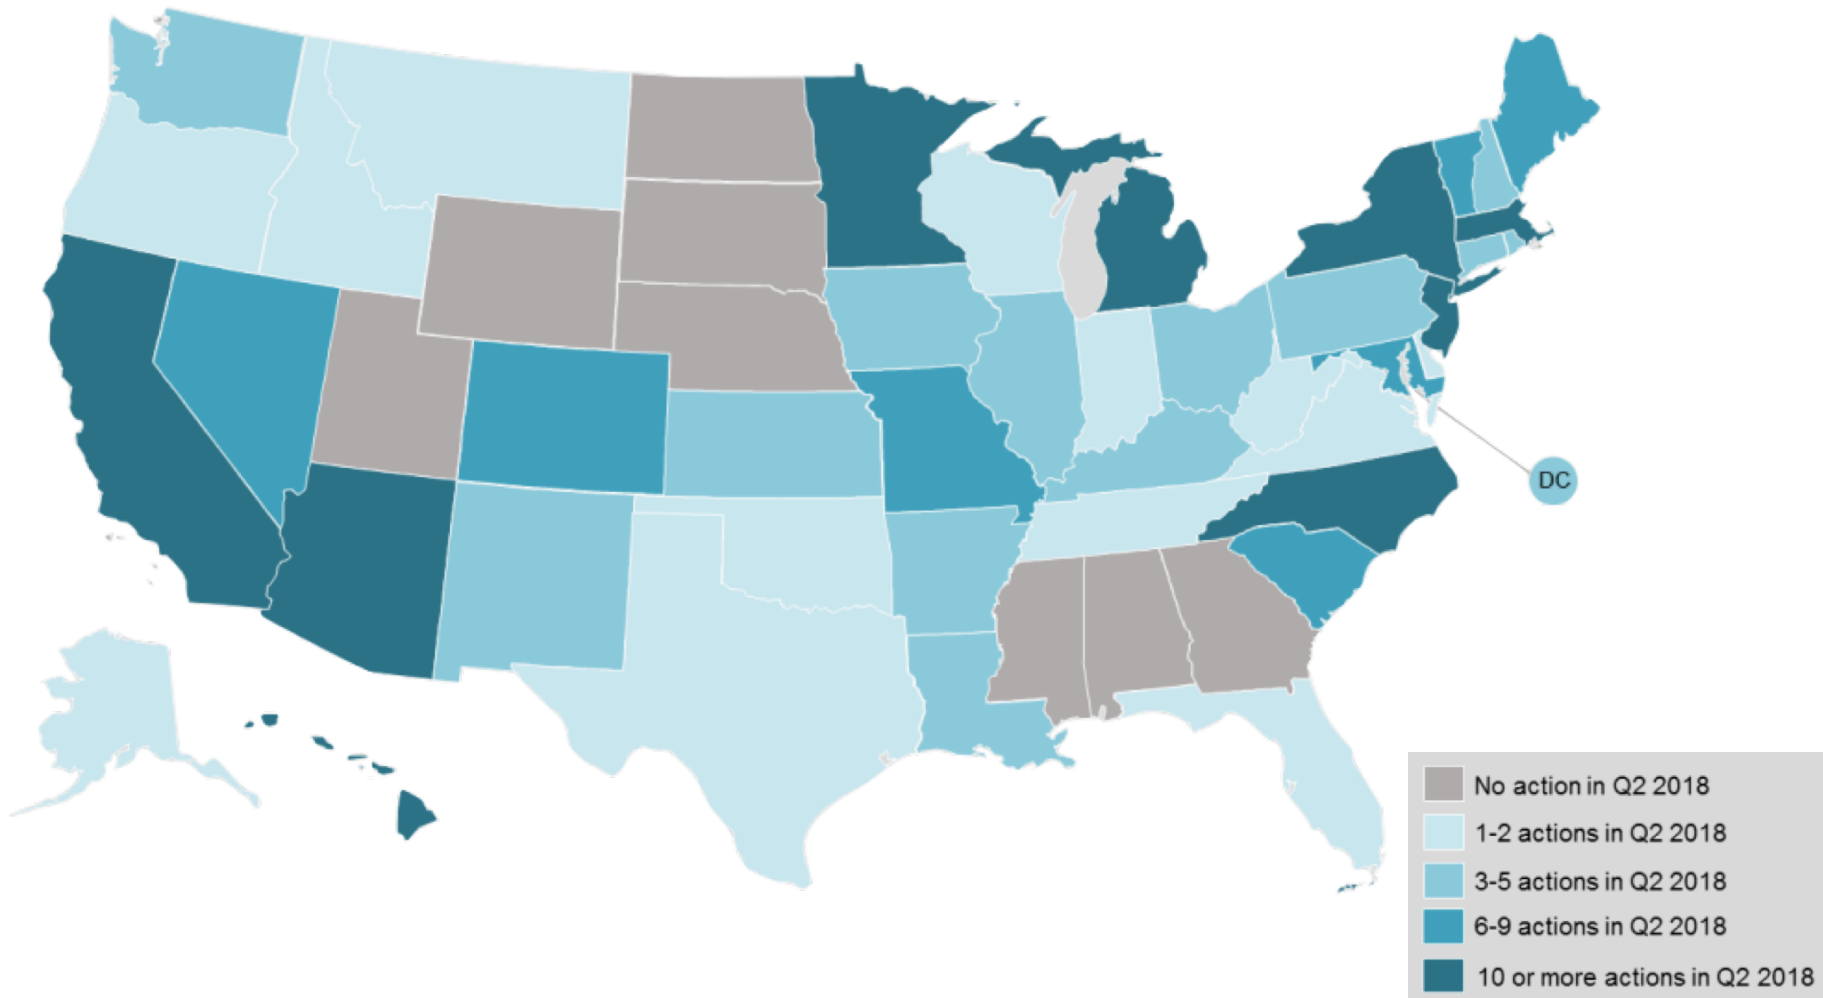 DC
No action in Q2 2018
1-2 actions in Q2 2018
3-5 actions in Q2 2018
6-9 actions in Q2 2018
10 or more actions in Q2 2018